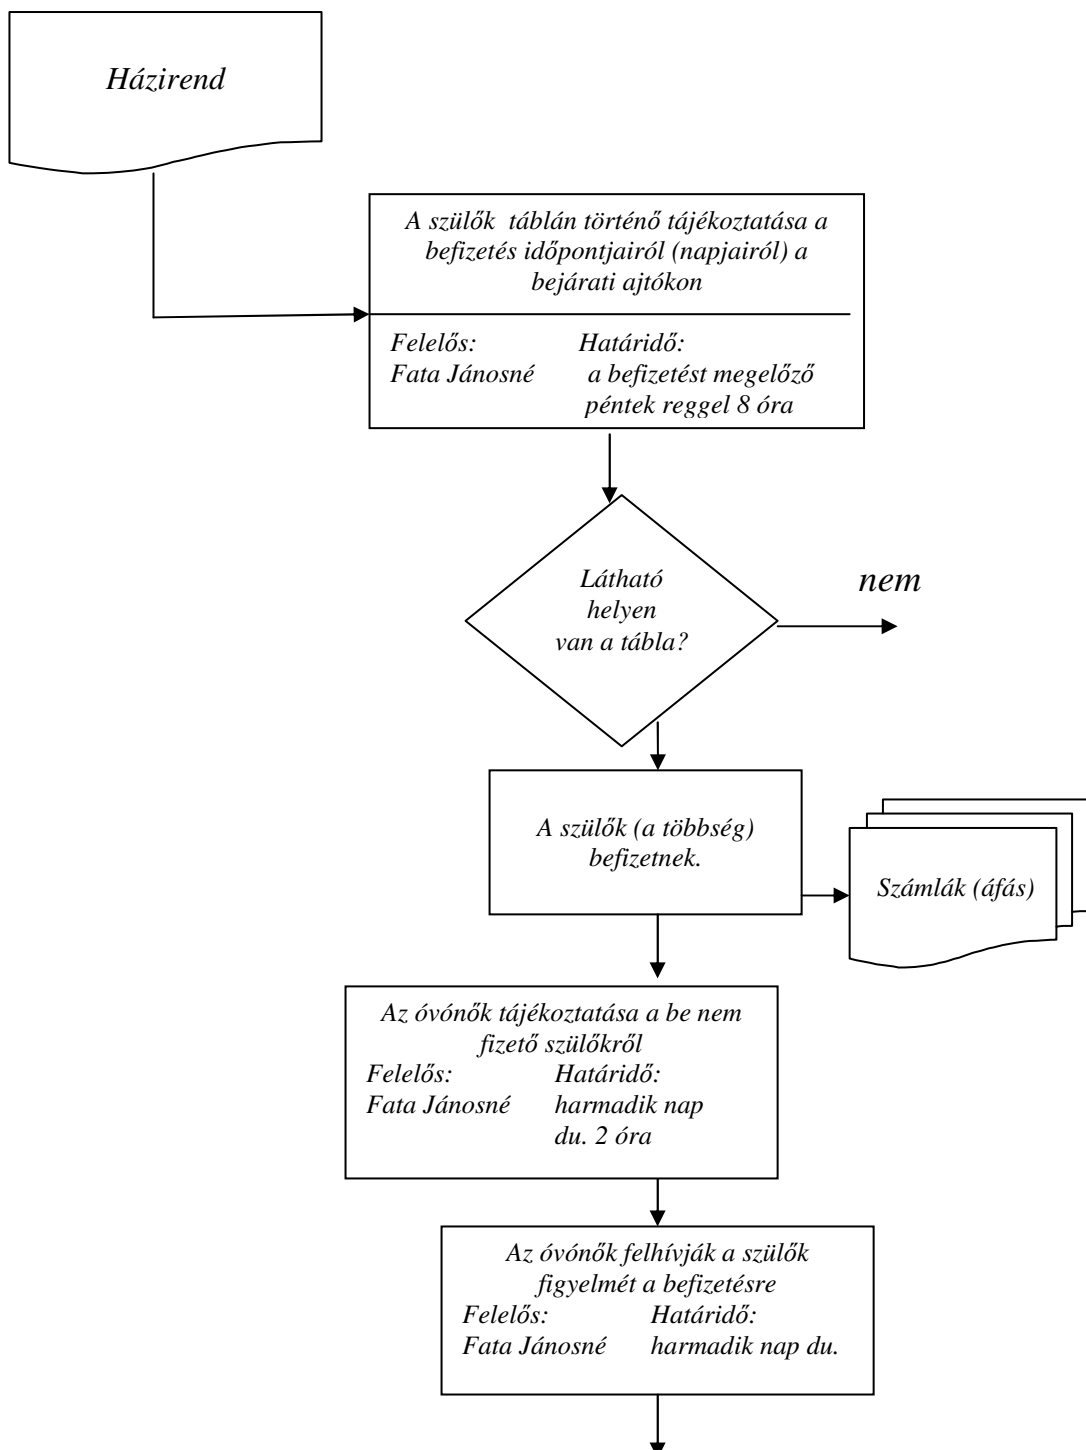 Házirend
A szülők táblán történő tájékoztatása a
befizetés időpontjairól (napjairól) a
bejárati ajtókon
Felelős: Határidő:
Fata Jánosné a befizetést megelőző
péntek reggel 8 óra
Látható
helyen
van a tábla?
nem
A szülők (a többség)
befizetnek.
Számlák (áfás)
Az óvónők tájékoztatása a be nem
fizető szülőkről
Felelős: Határidő:
Fata Jánosné harmadik nap
du. 2 óra
Az óvónők felhívják a szülők
figyelmét a befizetésre
Felelős: Határidő:
Fata Jánosné harmadik nap du.